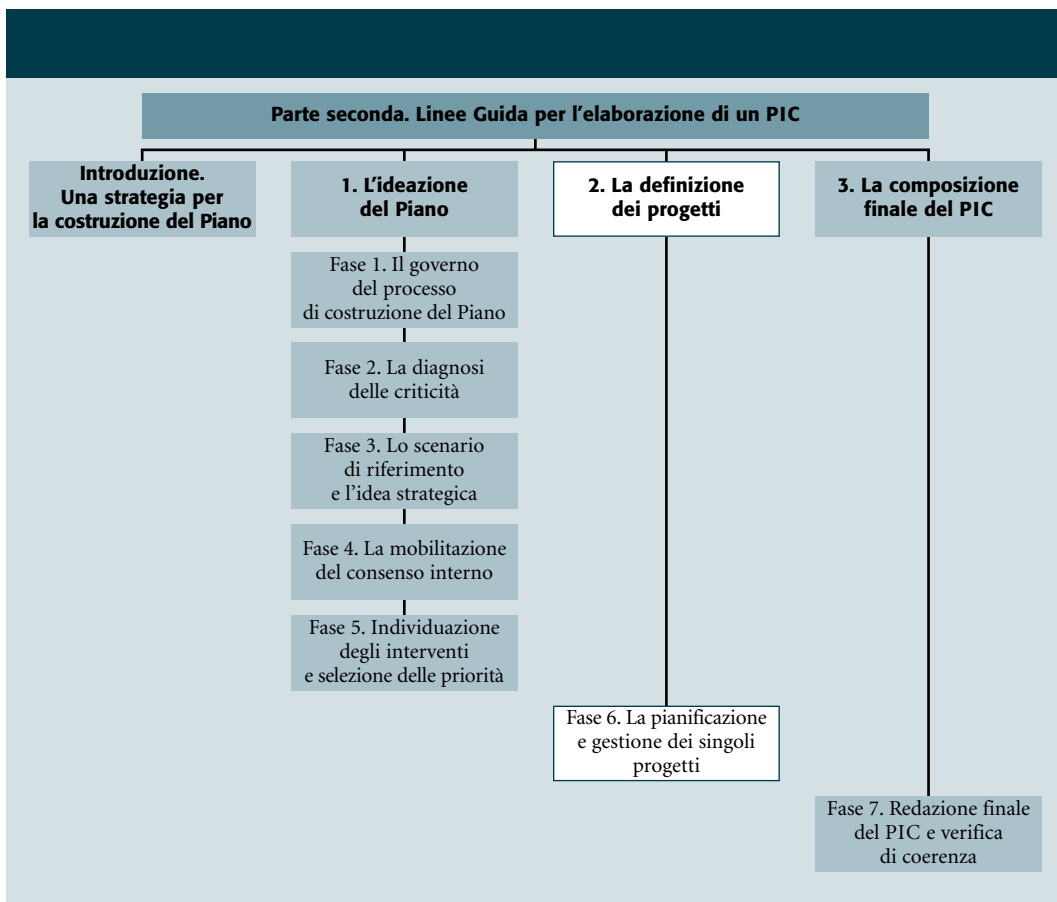 Parte seconda. Linee Guida per l'elaborazione di un PIC
Introduzione.
Una strategia per
la costruzione del Piano
1. L'ideazione
del Piano
2. La definizione
dei progetti
3. La composizione
finale del PIC
Fase 1. Il governo
del processo
di costruzione del Piano
Fase 2. La diagnosi
delle criticità
Fase 3. Lo scenario
di riferimento
e l'idea strategica
Fase 4. La mobilitazione
del consenso interno
Fase 5. Individuazione
degli interventi
e selezione delle priorità
Fase 6. La pianificazione
e gestione dei singoli
progetti
Fase 7. Redazione finale
del PIC e verifica
di coerenza